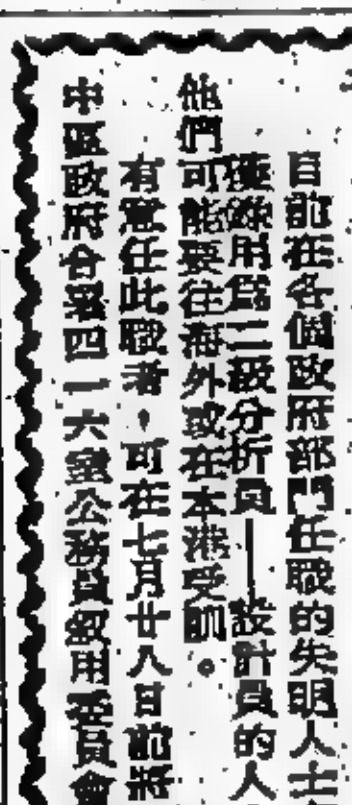 目前在各個政府部門任職的失明人士
獲錄用爲二級分析員——設計員的人
他們可能要往海外或在本港受訓。
有意任此職者，可在七月廿八日前將
中區政府合署四一六室公務員敘用委員會